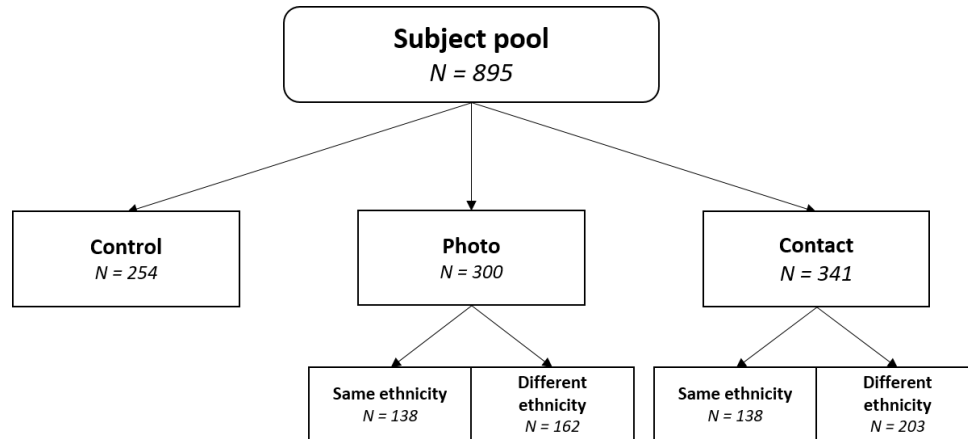 Subject pool
N = 895
Control
N = 254
Photo
N = 300
Contact
N = 341
Same ethnicity
N = 138
Different
ethnicity
N = 162
Same ethnicity
N = 138
Different
ethnicity
N = 203